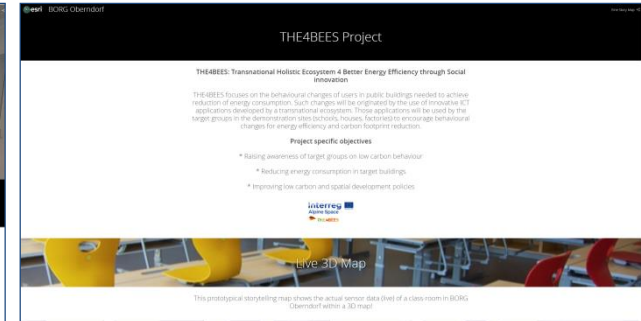 esri BORG Oberndorf
THE4BEES Project
THE4BEES: Transnational Holistic Ecosystem 4 Better Energy Efficiency through Social
Innovation
THE4BEES focuses on the behavioural changes of users in public buildings needed to achieve
reduction of energy consumption. Such changes will be originated by the use of innovative ICT
applications developed by a transnational ecosystem. Those applications will be used by the
target groups in the demonstration sites (schools, houses, factories) to encourage behavioural
changes for energy efficiency and carbon footprint reduction.
Project specific objectives
* Raising awareness of target groups on low carbon behaviour
* Reducing energy consumption in target buildings
* Improving low carbon and spatial development policies
Interreg
Alpine Space
THE4BEES
Live 3D Map
This prototypical storytelling map shows the actual sensor data (live) of a class room in BORG
Oberndorf within a 3D map!